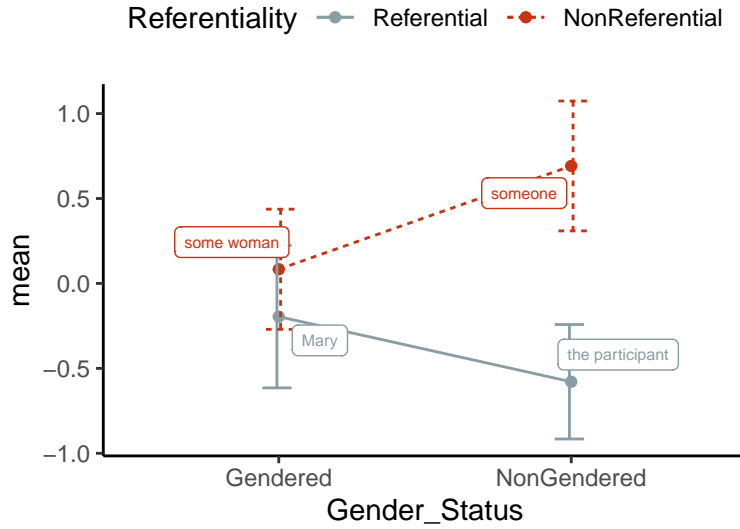 Referentiality Referential NonReferential
1.0
0.5
0.0
−0.5
−1.0
mean
some woman
someone
Mary
the participant
Gendered NonGendered
Gender_Status